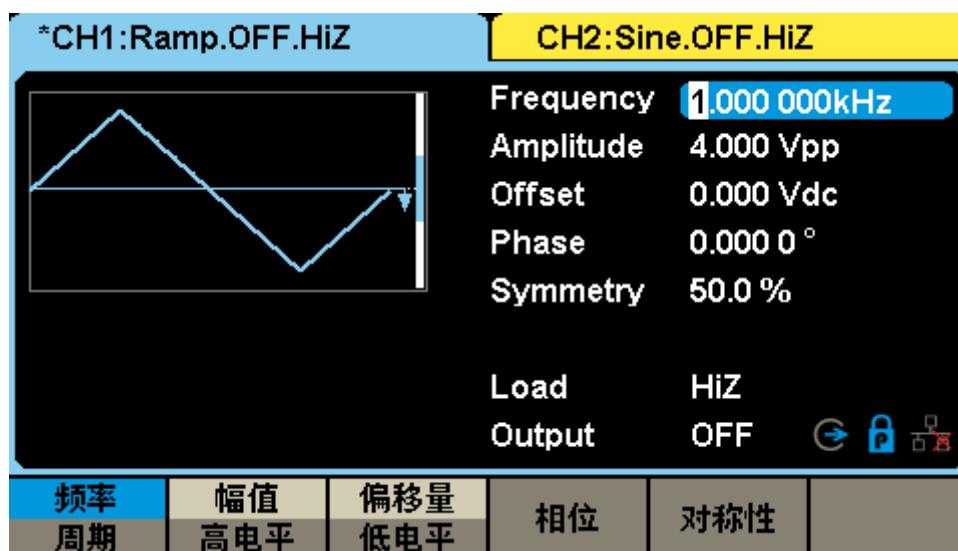 *CH1:Ramp.OFF.HiZ
CH2:Sine.OFF.HiZ
Frequency 1.000 000kHz
Amplitude 4.000 Vpp
Offset 0.000 Vdc
Phase 0.000 0 °
Symmetry 50.0 %
Load HiZ
Output OFF
频率 幅值 偏移量 相位 对称性
周期 高电平 低电平